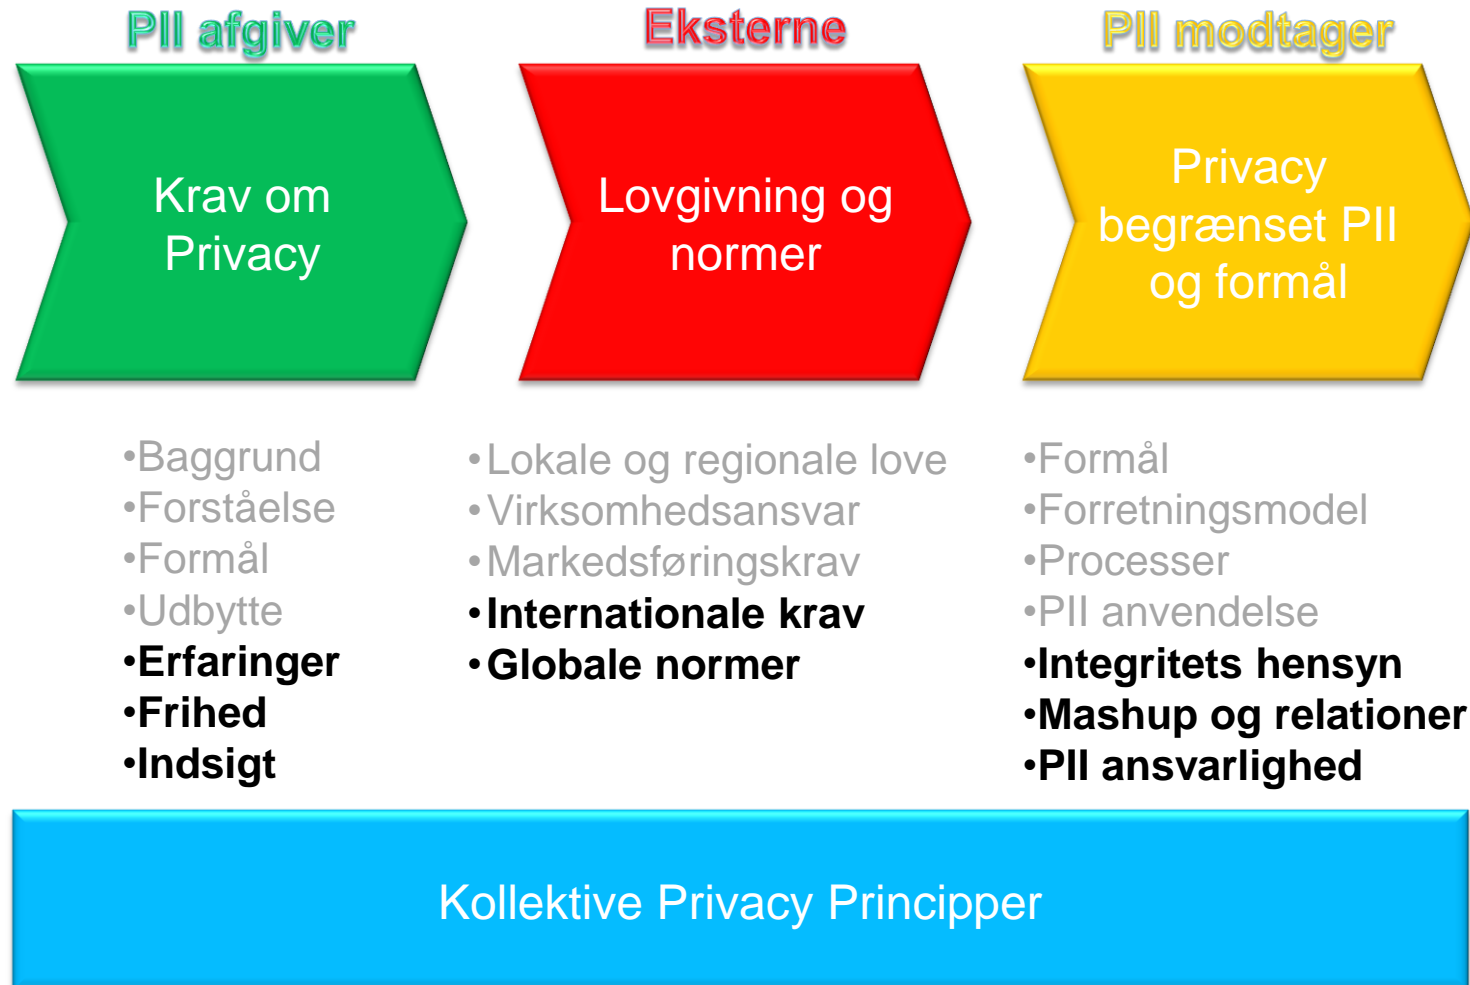 PII afgiver
Krav om
Privacy
•Baggrund
•Forståelse
•Formål
•Udbytte
•Erfaringer
•Frihed
•Indsigt
Eksterne
Lovgivning og
normer
•Lokale og regionale love
•Virksomhedsansvar
•Markedsføringskrav
•Internationale krav
•Globale normer
PII modtager
Privacy
begrænset PII
og formål
•Formål
•Forretningsmodel
•Processer
•PII anvendelse
•Integritets hensyn
•Mashup og relationer
•PII ansvarlighed
Kollektive Privacy Principper